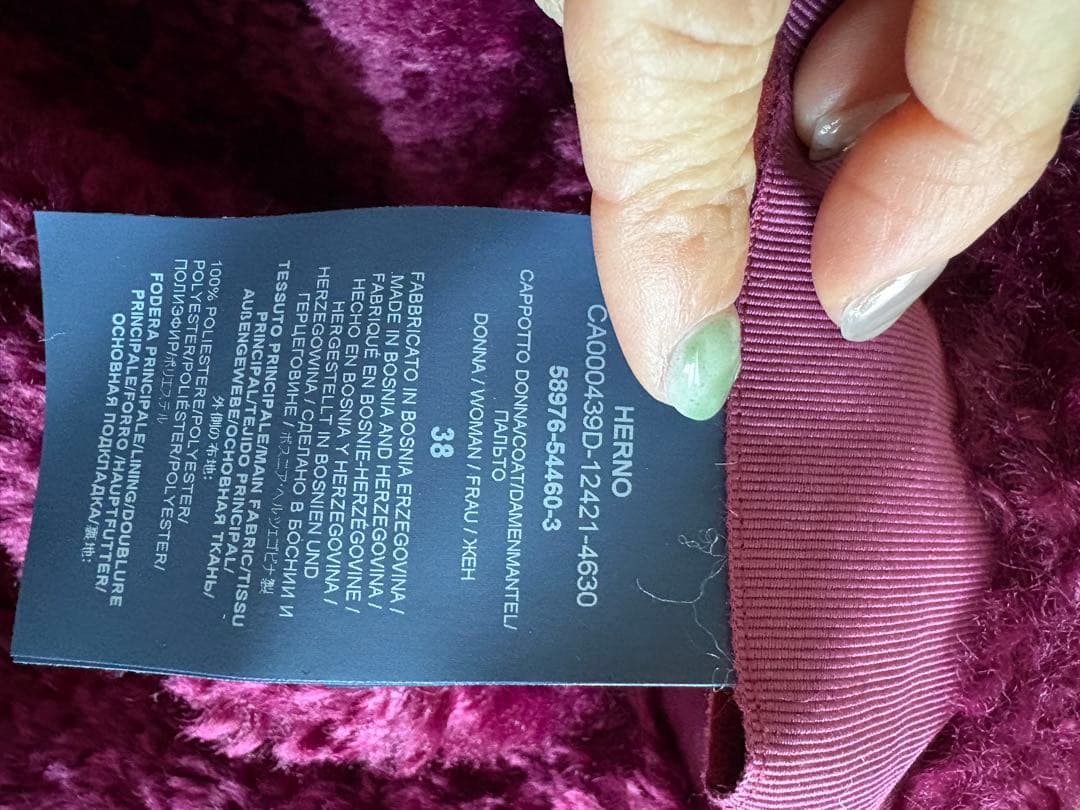 HERNO
CA000439D-12421-4630
58976-54460-3
CAPPOTTO DONNA/COAT/DAMENMANTEL/
ПАЛЬТО
DONNA / WOMAN / FRAU / ЖЕН
38
FABBRICATO IN BOSNIA ERZEGOVINA /
MADE IN BOSNIA AND HERZEGOVINA /
FABRIQUÉ EN BOSNIE-HERZÉGOVINE /
HECHO EN BOSNIA Y HERZEGOVINA /
HERGESTELLT IN BOSNIEN UND
HERZEGOWINA / СДЕЛАНО В БОСНИИ И
ГЕРЦЕГОВИНЕ / ボスニア・ヘルツェゴビナ製
TESSUTO PRINCIPALE/MAIN FABRIC/TISSU
PRINCIPAL/TEJIDO PRINCIPAL/
AUßENGEWEBE/ОСНОВНАЯ ТКАНЬ/
外側の布地:
100% POLIESTERE/POLYESTER/
POLYESTER/POLIÉSTER/POLYESTER/
ПОЛИЭФИР/ポリエステル
FODERA PRINCIPALE/LINING/DOUBLURE
PRINCIPALE/FORRO /HAUPTFUTTER/
ОСНОВНАЯ ПОДКЛАДКА/裏地: